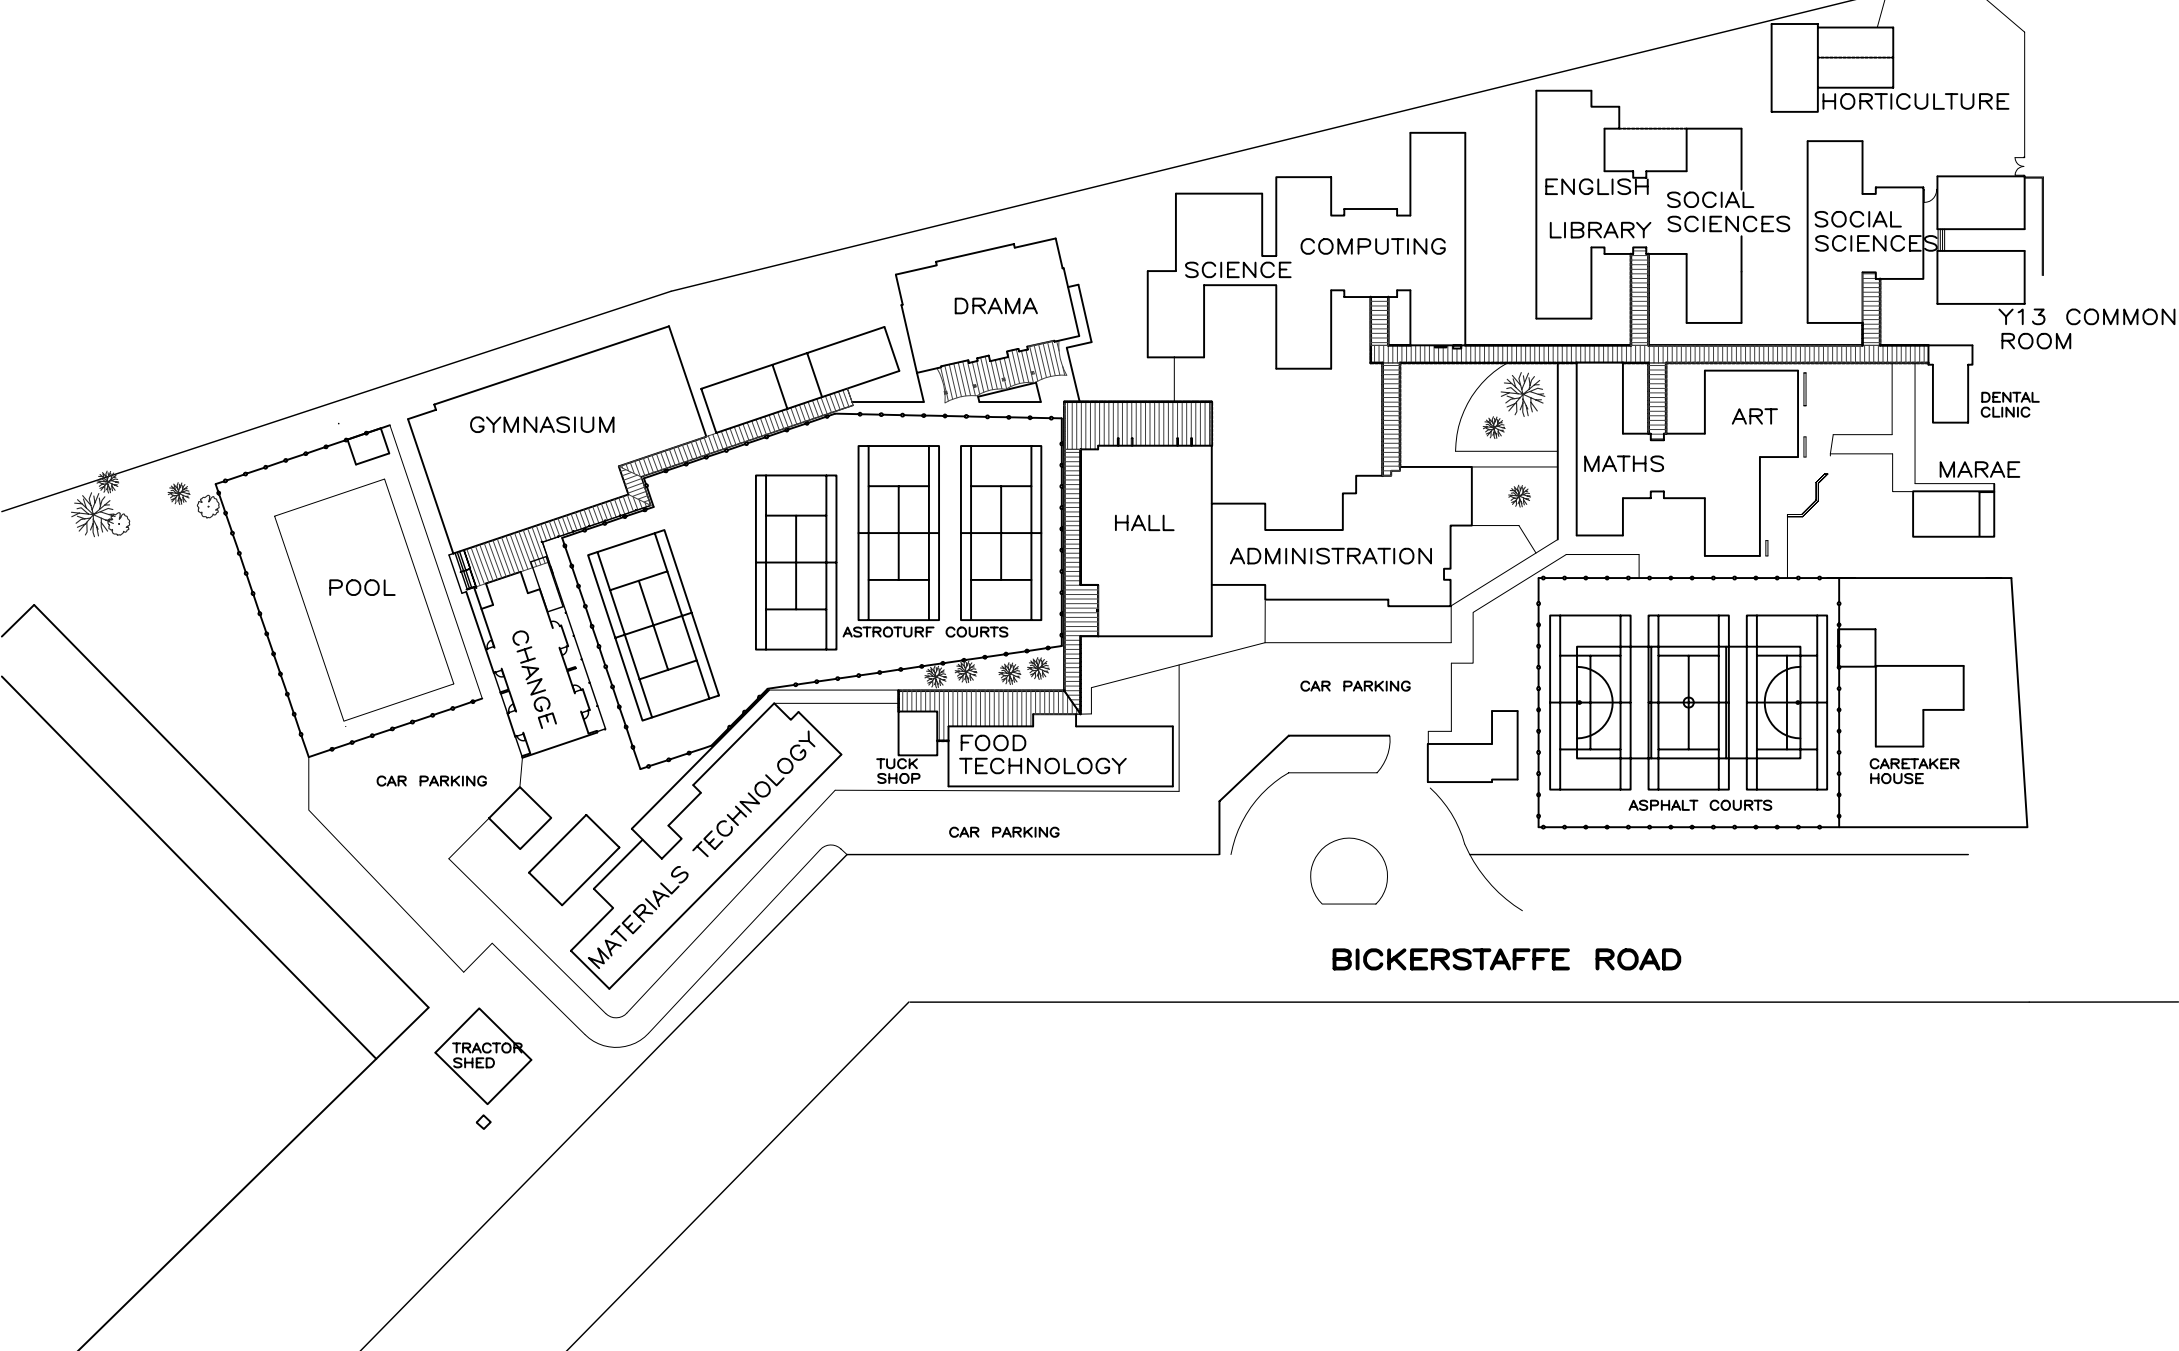 HORTICULTURE
ENGLISH
LIBRARY
SOCIAL
SCIENCES
SOCIAL
SCIENCES
COMPUTING
SCIENCE
DRAMA
Y13 COMMON
ROOM
DENTAL
CLINIC
GYMNASIUM
ART
MATHS
MARAE
HALL
ADMINISTRATION
POOL
CHANGE
ASTROTURF COURTS
CAR PARKING
FOOD
TECHNOLOGY
TUCK
SHOP
CAR PARKING
MATERIALS TECHNOLOGY
CARETAKER
HOUSE
ASPHALT COURTS
CAR PARKING
BICKERSTAFFE ROAD
TRACTOR
SHED